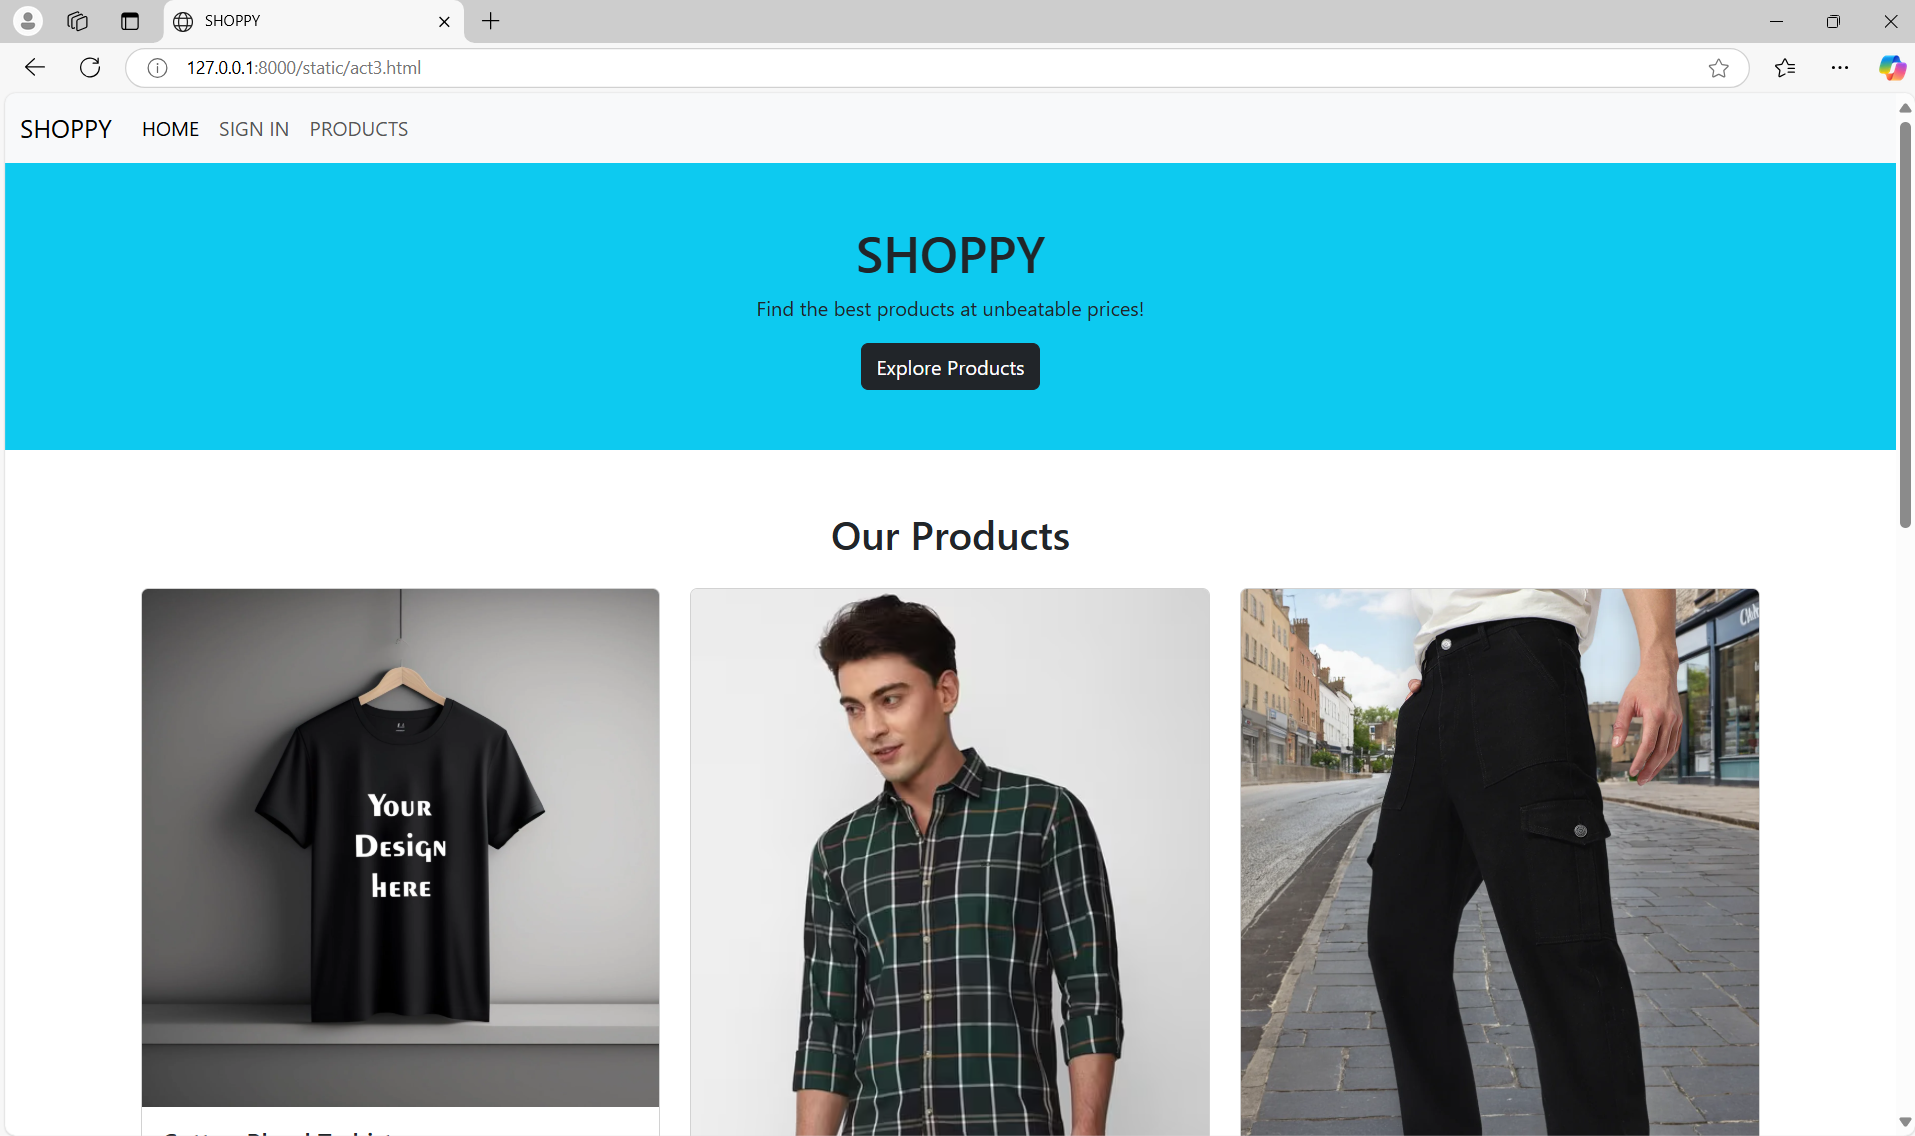 SHOPPY
127.0.0.1:8000/static/act3.html
SHOPPY HOME SIGN IN PRODUCTS
SHOPPY
Find the best products at unbeatable prices!
Explore Products
Our Products
Your
Design
here